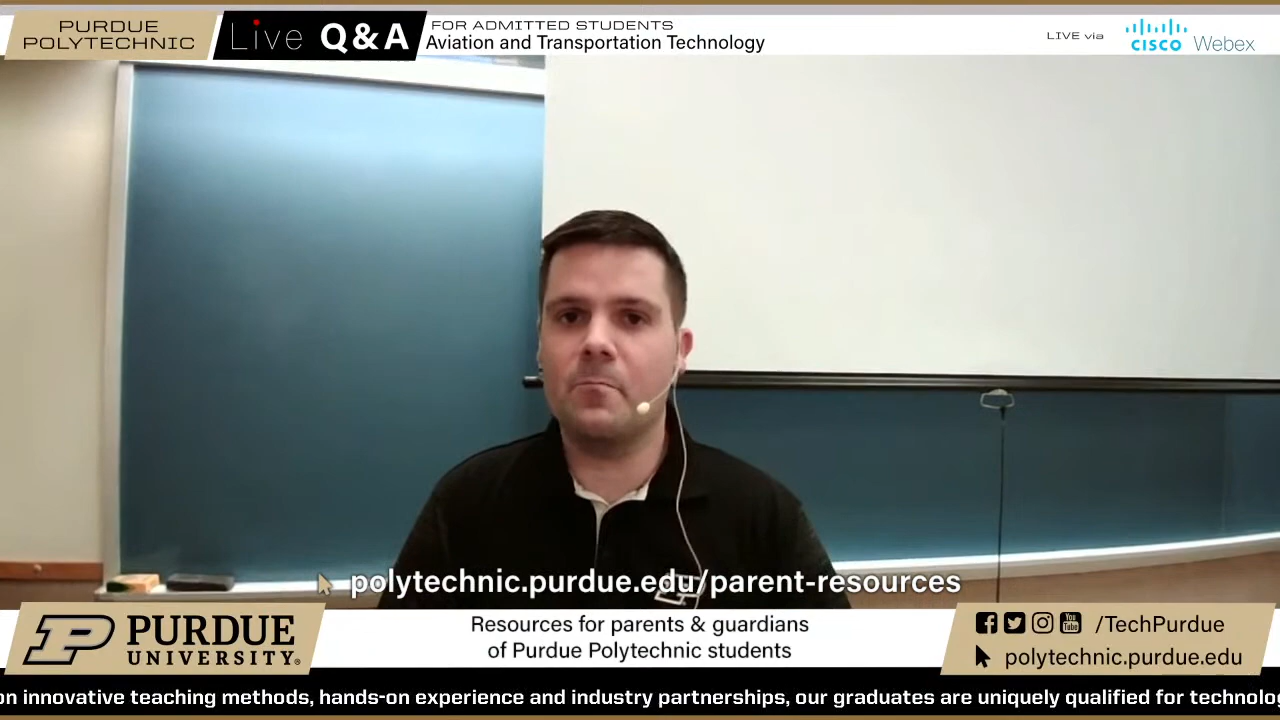 PURDUE
POLYTECHNIC
Live Q&A
FOR ADMITTED STUDENTS
Aviation and Transportation Technology
LIVE via
CISCO Webex
polytechnic.purdue.edu/parent-resources
PURDUE
UNIVERSITY®
Resources for parents & guardians
of Purdue Polytechnic students
You
Tube
/TechPurdue
polytechnic.purdue.edu
on innovative teaching methods, hands-on experience and industry partnerships, our graduates are uniquely qualified for technolog